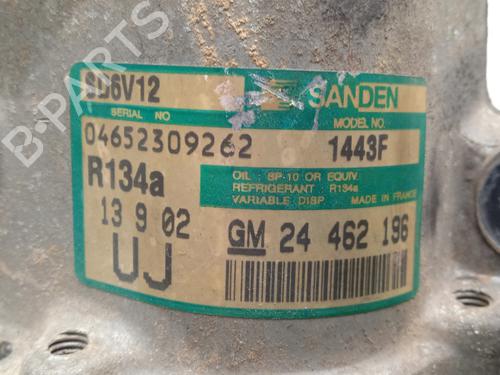 SD6V12
SANDEN
SERIAL NO
MODEL NO.
04652309262
1443F
R134a
OIL : SP-10 OR EQUIV.
REFRIGERANT : R134a
VARIABLE DISP. MADE IN FRANCE
13 9 02
GM 24 462 196
UJ
B-PARTS